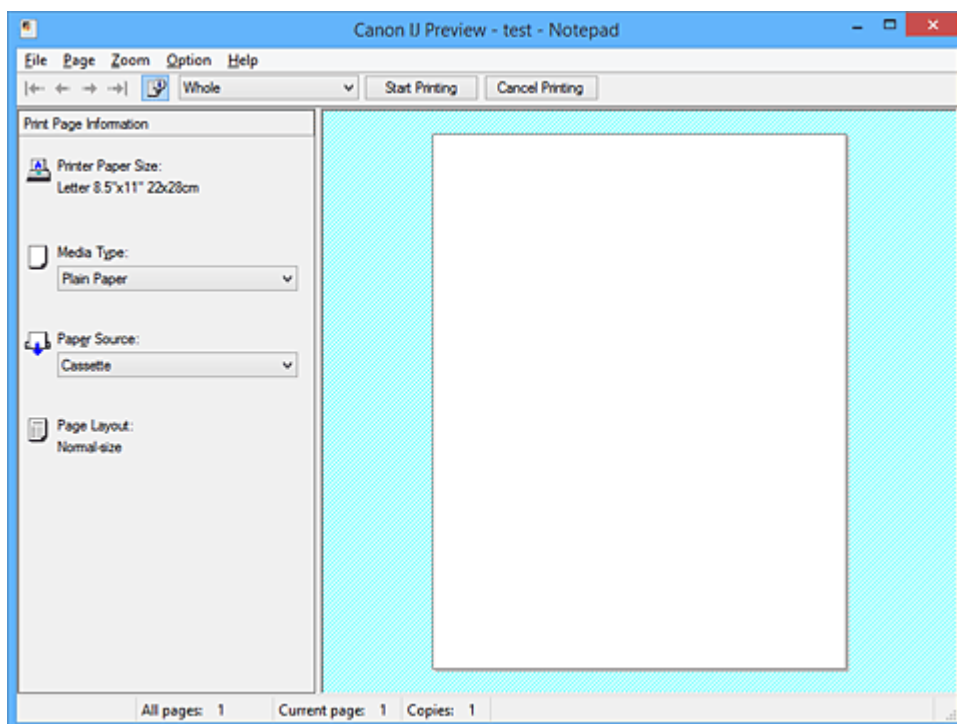 Canon IJ Preview - test - Notepad
File Page Zoom Option Help
Whole Start Printing Cancel Printing
Print Page Information
Printer Paper Size:
Letter 8.5"x11" 22x28cm
Media Type:
Plain Paper
Paper Source:
Cassette
Page Layout:
Normal-size
All pages: 1 Current page: 1 Copies: 1